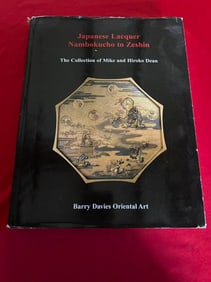 Japanese Lacquer
Nambokucho to Zeshin
The Collection of Mike and Hiroko Dean
Barry Davies Oriental Art